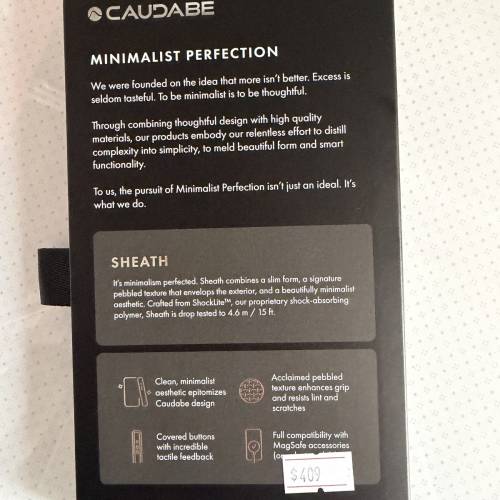 CAUDABE
MINIMALIST PERFECTION
We were founded on the idea that more isn't better. Excess is
seldom tasteful. To be minimalist is to be thoughtful.
Through combining thoughtful design with high quality
materials, our products embody our relentless effort to distill
complexity into simplicity, to meld beautiful form and smart
functionality.
To us, the pursuit of Minimalist Perfection isn't just an ideal. It's
what we do.
SHEATH
It's minimalism perfected. Sheath combines a slim form, a signature
pebbled texture that envelops the exterior, and a beautifully minimalist
aesthetic. Crafted from ShockLite™, our proprietary shock-absorbing
polymer, Sheath is drop tested to 4.6 m / 15 ft.
Clean, minimalist
aesthetic epitomizes
Caudabe design
Acclaimed pebbled
texture enhances grip
and resists lint and
scratches
Covered buttons
with incredible
tactile feedback
Full compatibility with
MagSafe accessories
$409